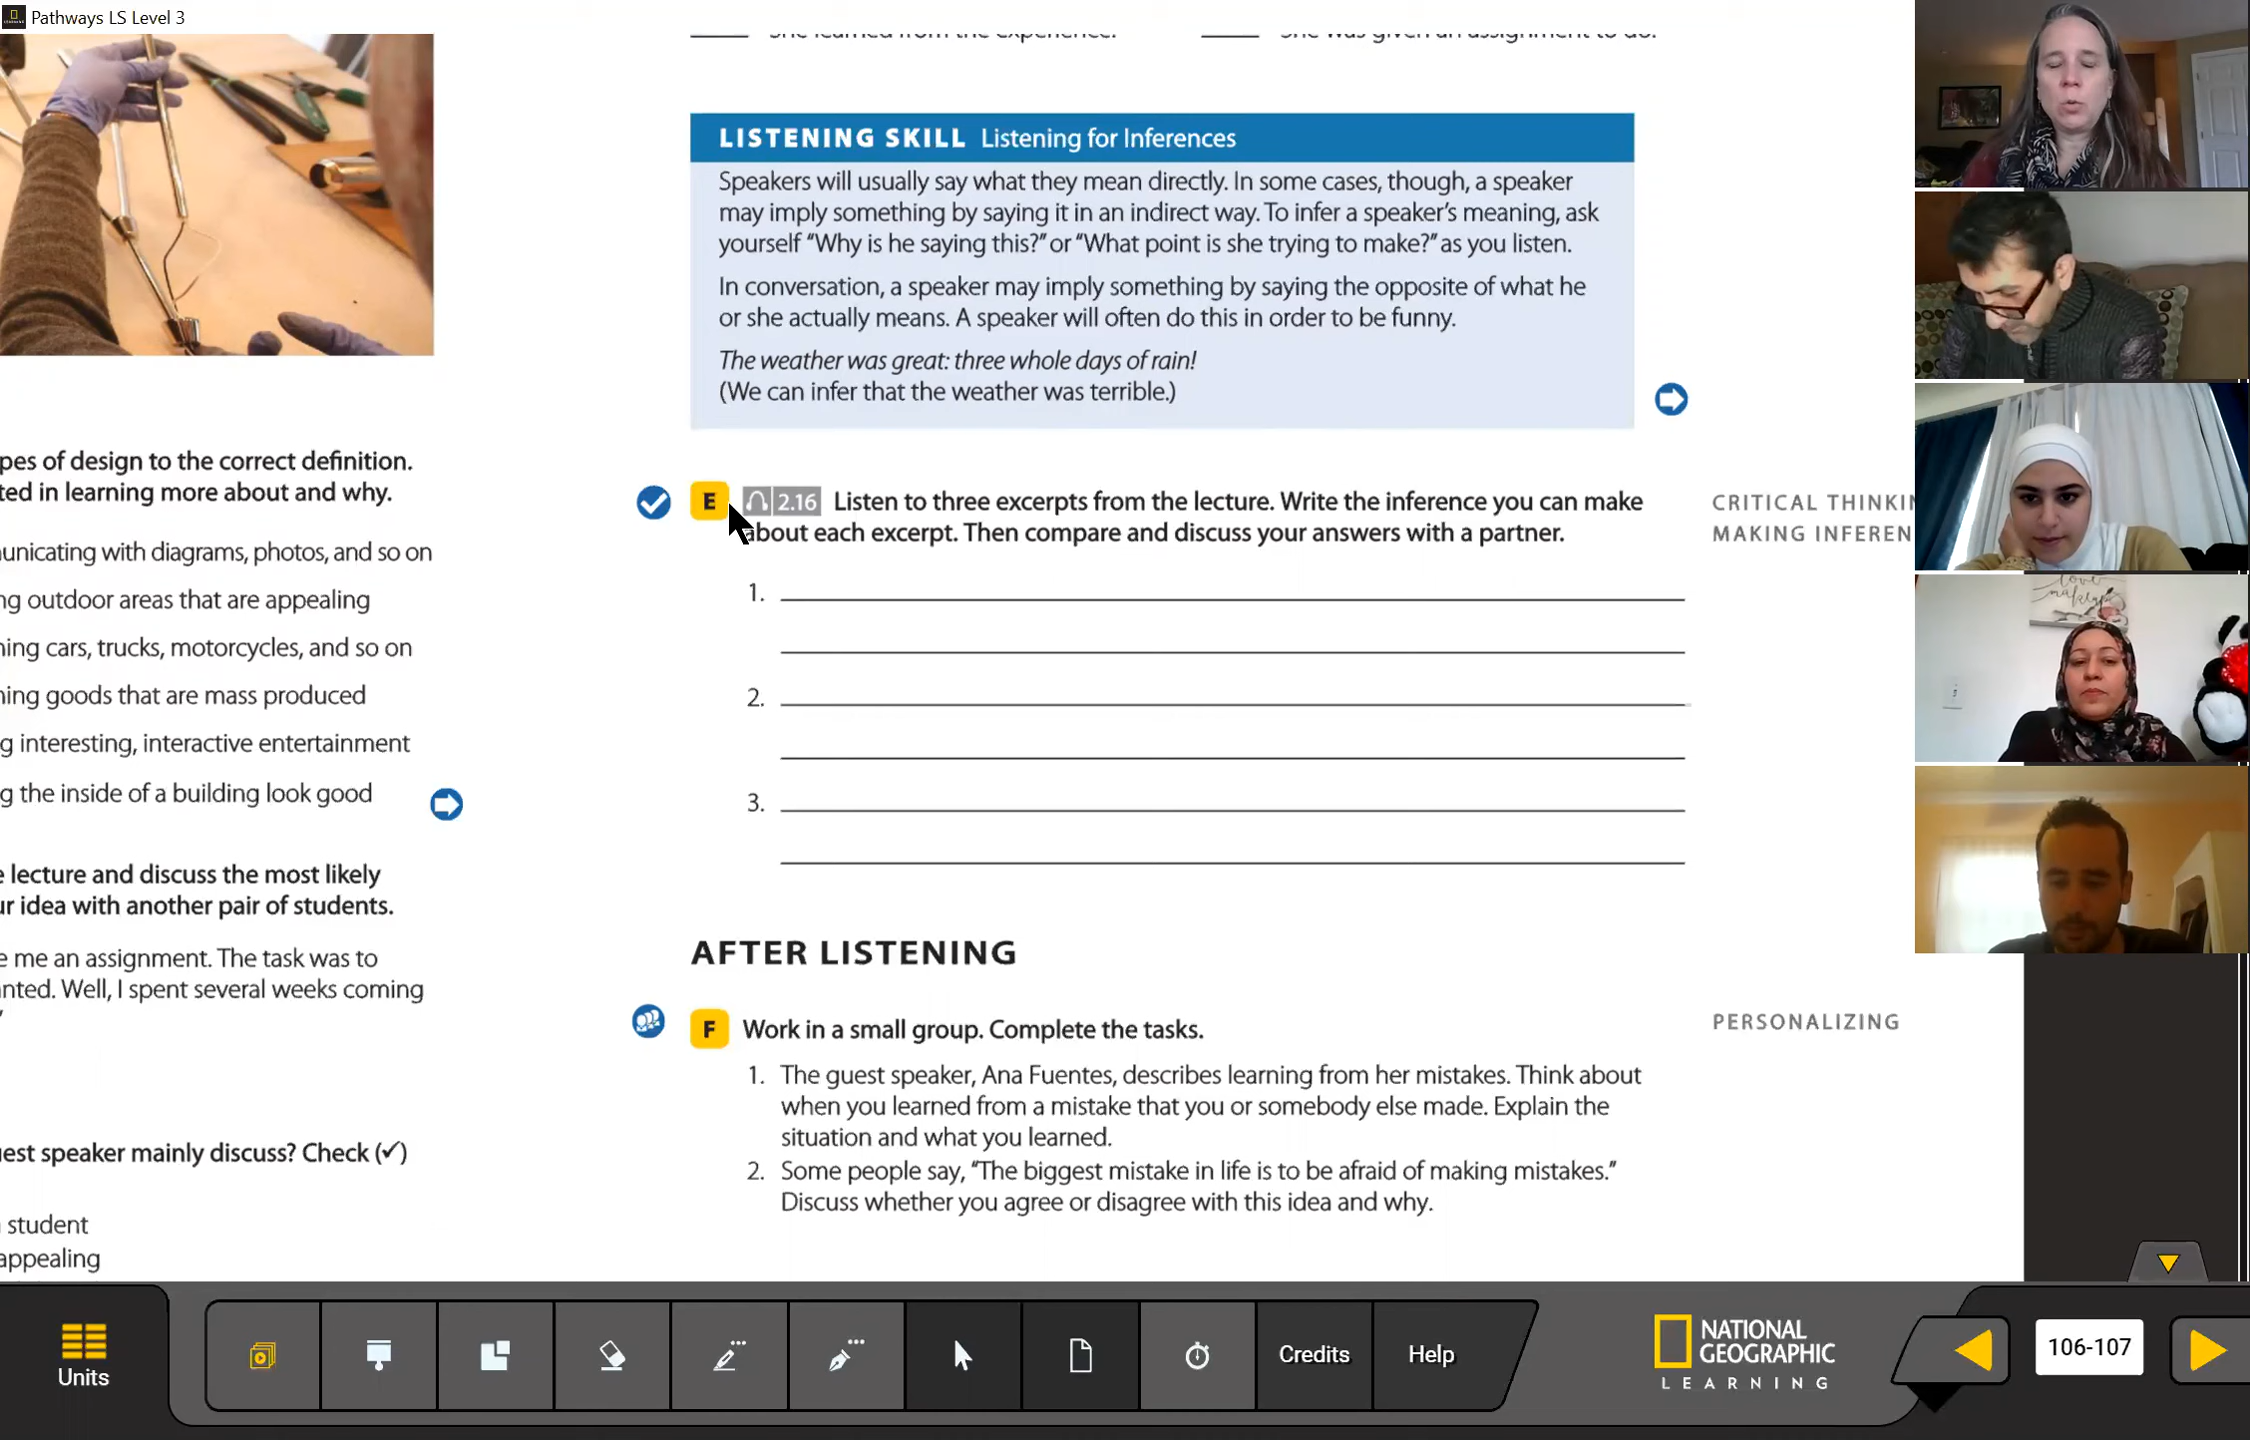 Pathways LS Level 3
She learned from the experience.
She was given an assignment to do.
LISTENING SKILL Listening for Inferences
Speakers will usually say what they mean directly. In some cases, though, a speaker
may imply something by saying it in an indirect way. To infer a speaker's meaning, ask
yourself "Why is he saying this?" or "What point is she trying to make?" as you listen.
In conversation, a speaker may imply something by saying the opposite of what he
or she actually means. A speaker will often do this in order to be funny.
The weather was great: three whole days of rain!
(We can infer that the weather was terrible.)
pes of design to the correct definition.
ted in learning more about and why.
unicating with diagrams, photos, and so on
ng outdoor areas that are appealing
ning cars, trucks, motorcycles, and so on
ning goods that are mass produced
g interesting, interactive entertainment
g the inside of a building look good
e lecture and discuss the most likely
ur idea with another pair of students.
e me an assignment. The task was to
nted. Well, I spent several weeks coming
"
est speaker mainly discuss? Check (✓)
student
appealing
E 2.16 Listen to three excerpts from the lecture. Write the inference you can make
about each excerpt. Then compare and discuss your answers with a partner.
CRITICAL THINKIN
MAKING INFEREN
1.
2.
3.
AFTER LISTENING
F Work in a small group. Complete the tasks.
PERSONALIZING
1. The guest speaker, Ana Fuentes, describes learning from her mistakes. Think about
when you learned from a mistake that you or somebody else made. Explain the
situation and what you learned.
2. Some people say, "The biggest mistake in life is to be afraid of making mistakes."
Discuss whether you agree or disagree with this idea and why.
love
Units
Credits
Help
NATIONAL
GEOGRAPHIC
LEARNING
106-107